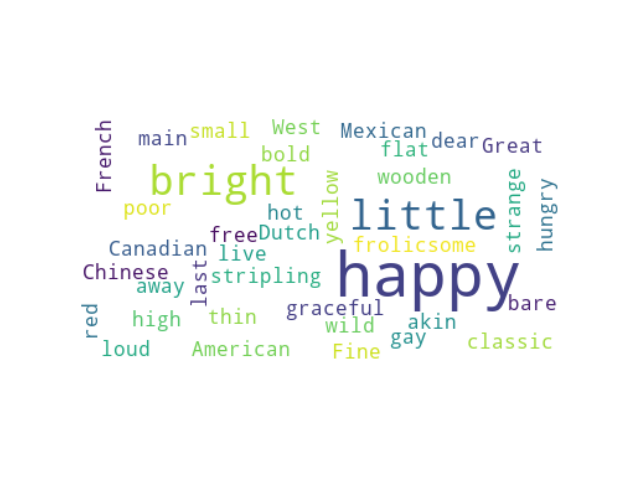 French
main
small
West
Mexican
dear
Great
bold
flat
bright
yellow
wooden
strange
hungry
poor
hot
little
free
Dutch
frolicsome
Canadian
live
happy
Chinese
away
last
stripling
bare
red
high
thin
graceful
wild
akin
gay
classic
loud
American
Fine